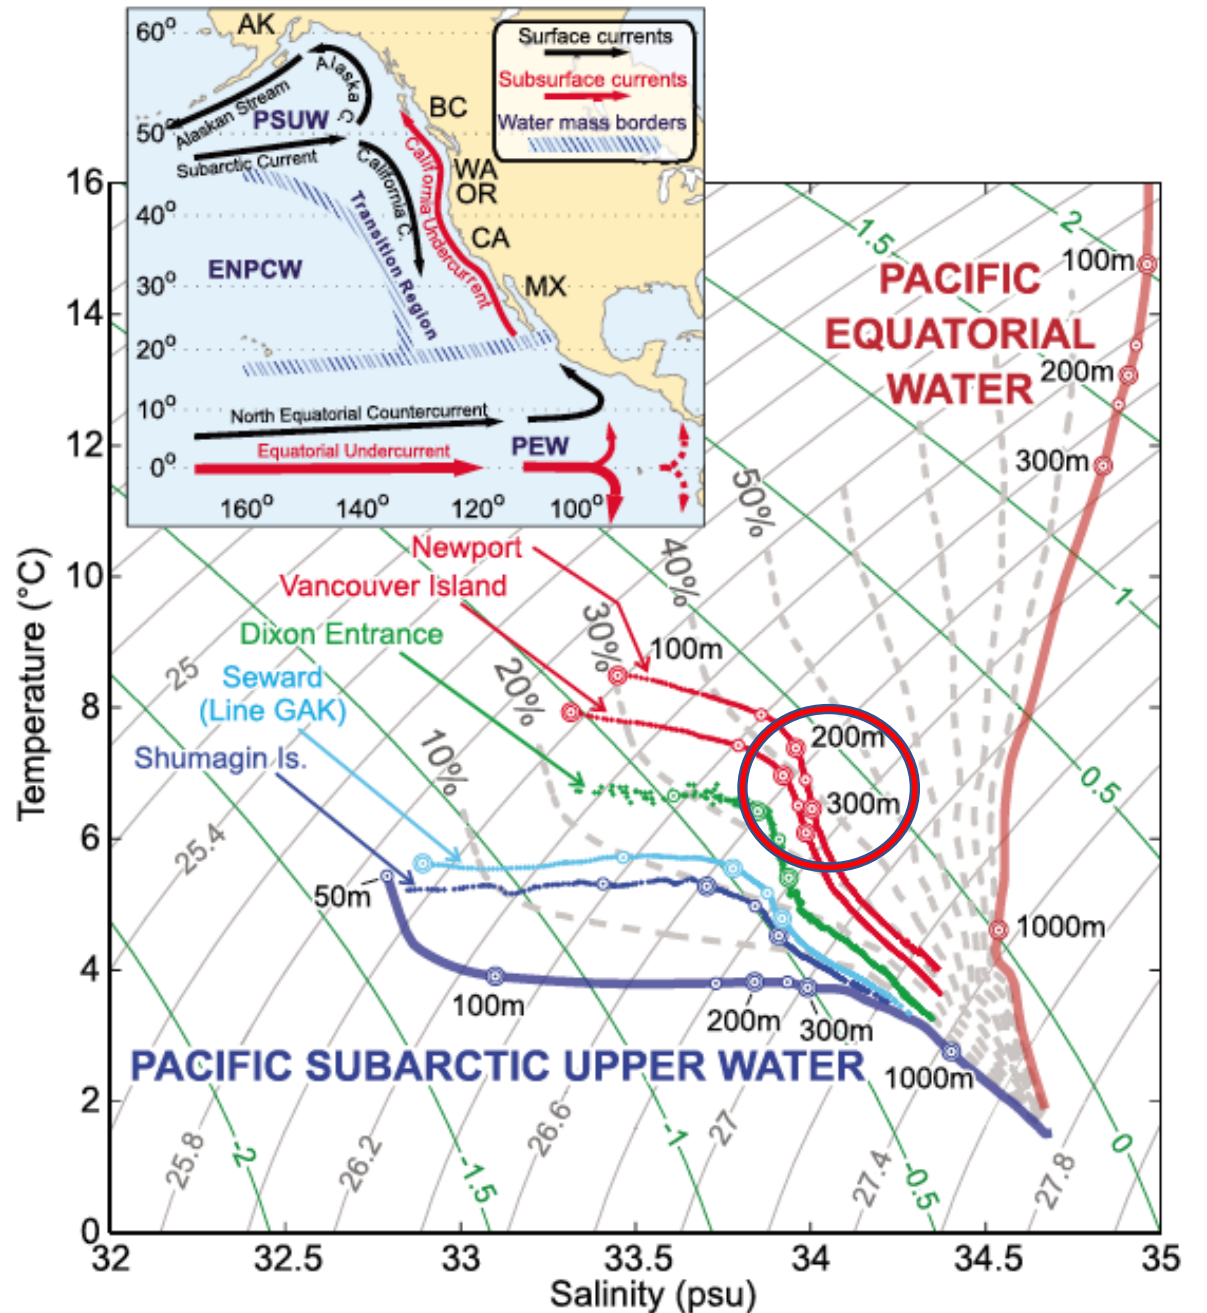 60°
50°
40°
30°
20°
10°
0°
160°
140°
120°
100°
AK
BC
WA
OR
CA
MX
Alaska C.
Alaskan Stream
PSUW
Subarctic Current
California C.
California Undercurrent
Transition Region
ENPCW
North Equatorial Countercurrent
Equatorial Undercurrent
PEW
Surface currents
Subsurface currents
Water mass borders
16
14
12
10
8
6
4
2
0
Temperature (°C)
32
32.5
33
33.5
34
34.5
35
Salinity (psu)
PACIFIC
EQUATORIAL
WATER
100m
200m
300m
1000m
Newport
Vancouver Island
Dixon Entrance
Seward
(Line GAK)
Shumagin Is.
100m
200m
300m
50m
100m
200m
300m
1000m
PACIFIC SUBARCTIC UPPER WATER
10%
20%
30%
40%
50%
25
25.4
25.8
26.2
26.6
27
27.4
27.8
2
1.5
1
0.5
0
-0.5
-1
-1.5
-2